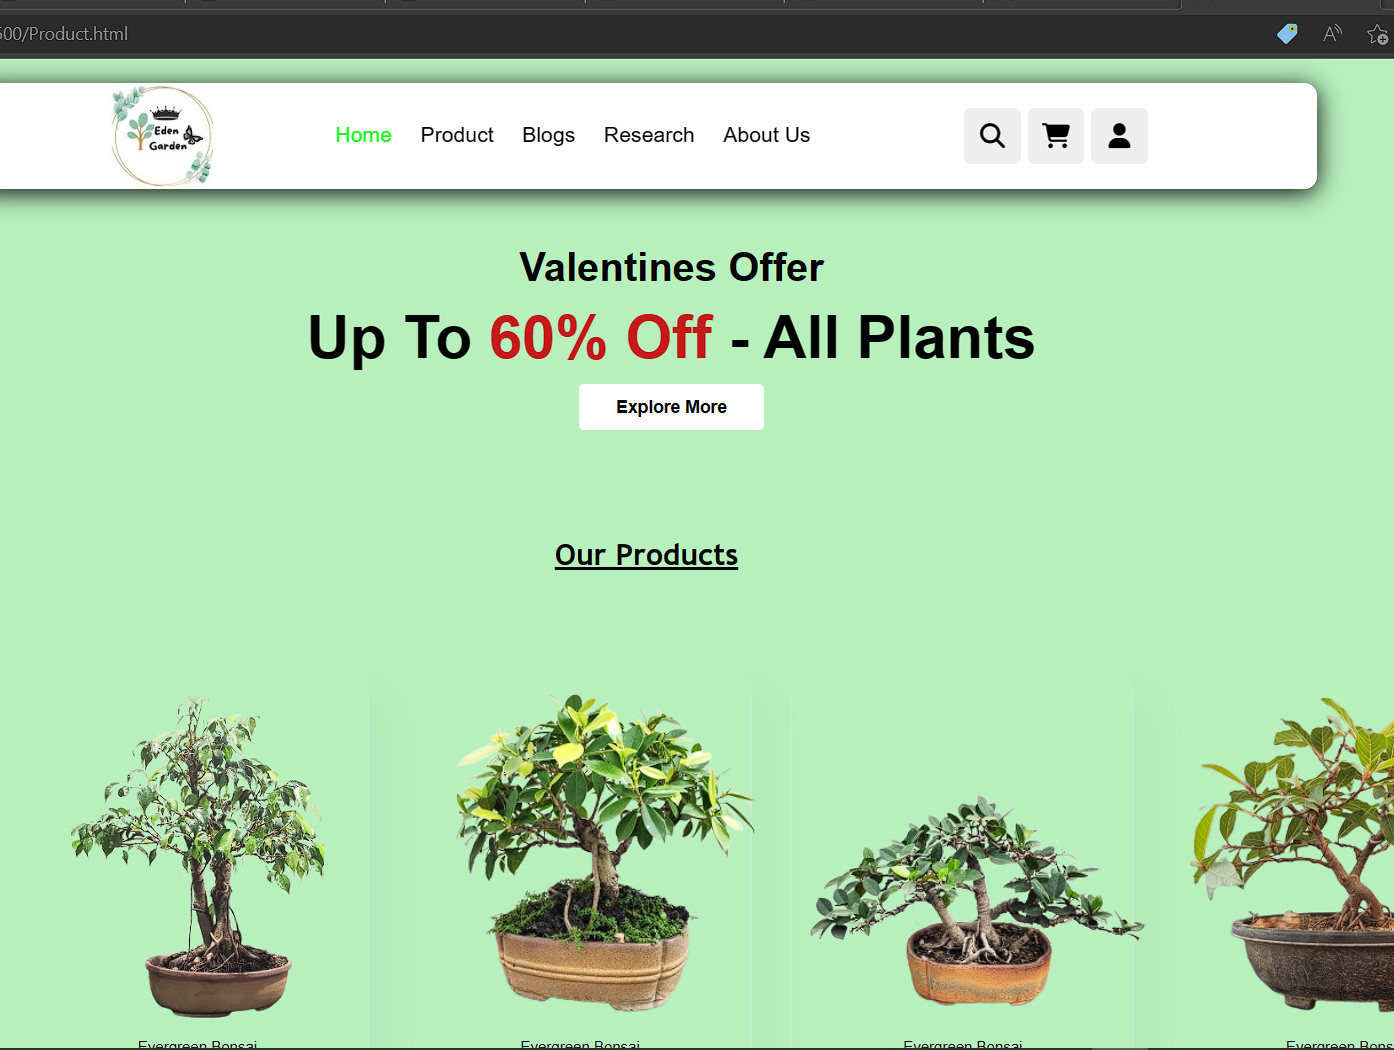 500/Product.html
Eden
Garden
Home Product Blogs Research About Us
Valentines Offer
Up To 60% Off - All Plants
Explore More
Our Products
Evergreen Bonsai Evergreen Bonsai Evergreen Bonsai Evergreen Bons